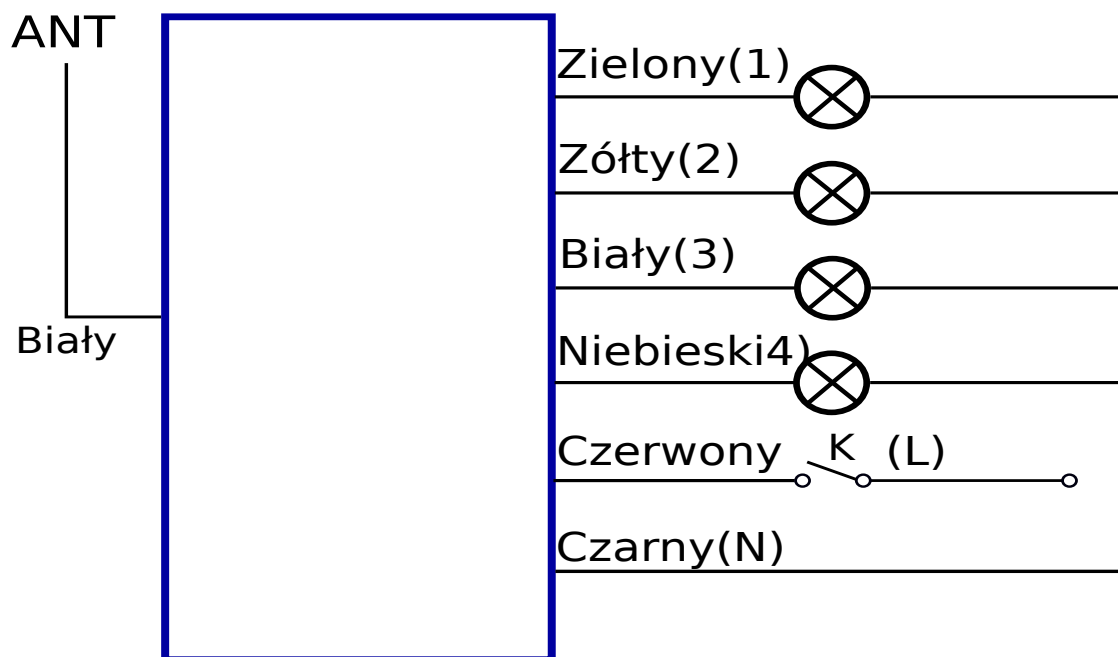 ANT
Zielony(1)
Zółty(2)
Biały(3)
Biały
Niebieski4)
Czerwony K (L)
Czarny(N)